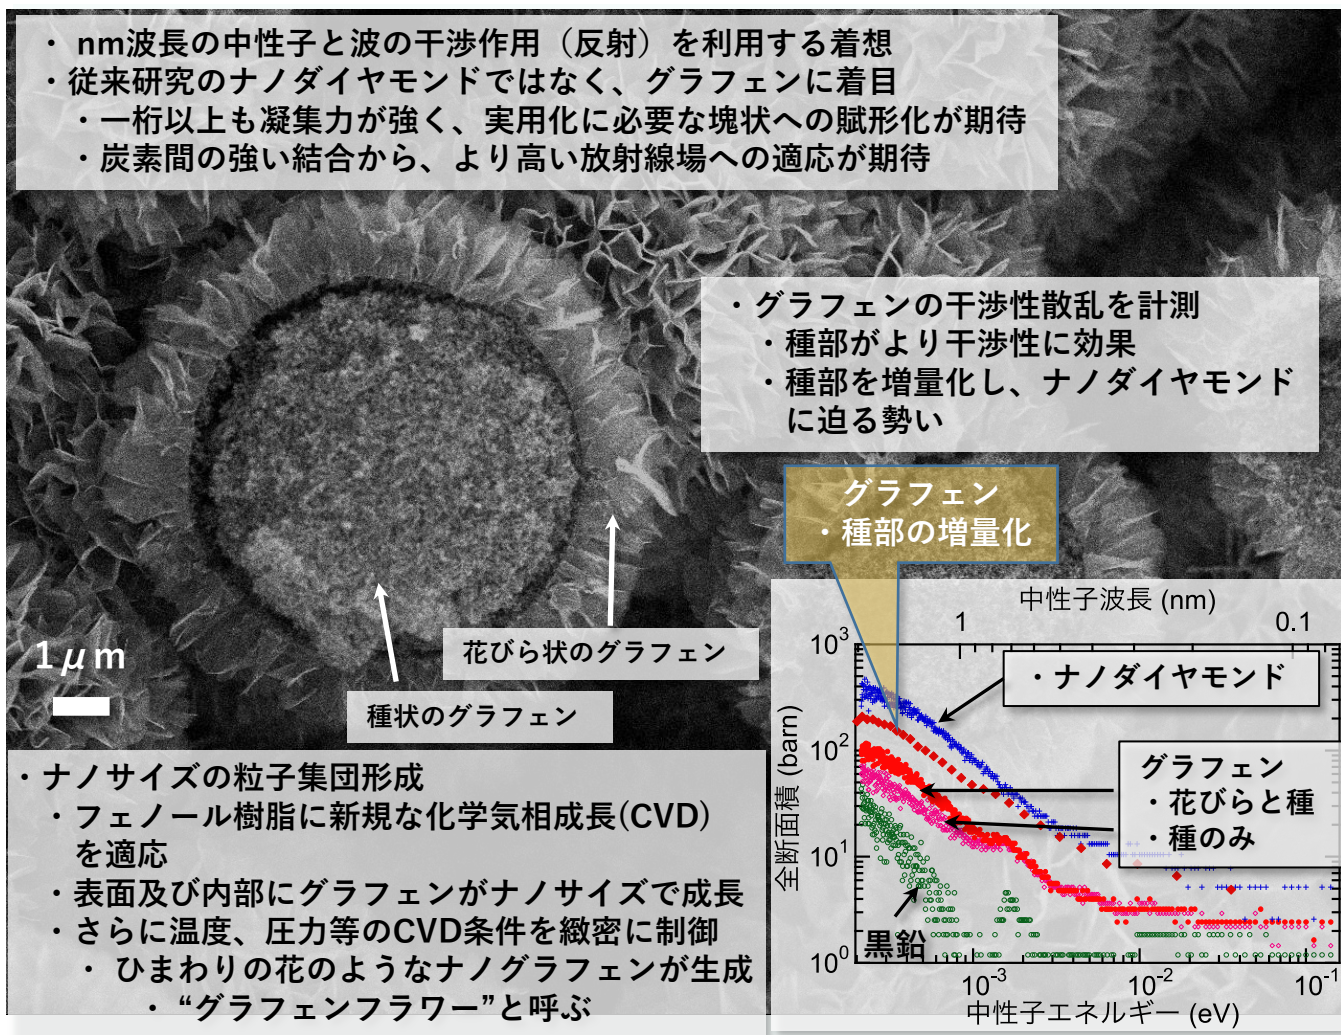 ・ nm波長の中性子と波の干渉作用（反射）を利用する着想
・従来研究のナノダイヤモンドではなく、グラフェンに着目
・一桁以上も凝集力が強く、実用化に必要な塊状への賦形化が期待
・炭素間の強い結合から、より高い放射線場への適応が期待
・グラフェンの干渉性散乱を計測
・種部がより干渉性に効果
・種部を増量化し、ナノダイヤモンド
に迫る勢い
グラフェン
・種部の増量化
花びら状のグラフェン
種状のグラフェン
1μm
・ナノサイズの粒子集団形成
・フェノール樹脂に新規な化学気相成長(CVD)
を適応
・表面及び内部にグラフェンがナノサイズで成長
・さらに温度、圧力等のCVD条件を緻密に制御
・ ひまわりの花のようなナノグラフェンが生成
・ “グラフェンフラワー”と呼ぶ
中性子波長 (nm)
1 0.1
10³
10²
10¹
10⁰
全断面積 (barn)
・ナノダイヤモンド
グラフェン
・花びらと種
・種のみ
黒鉛
10⁻³ 10⁻² 10⁻¹
中性子エネルギー (eV)